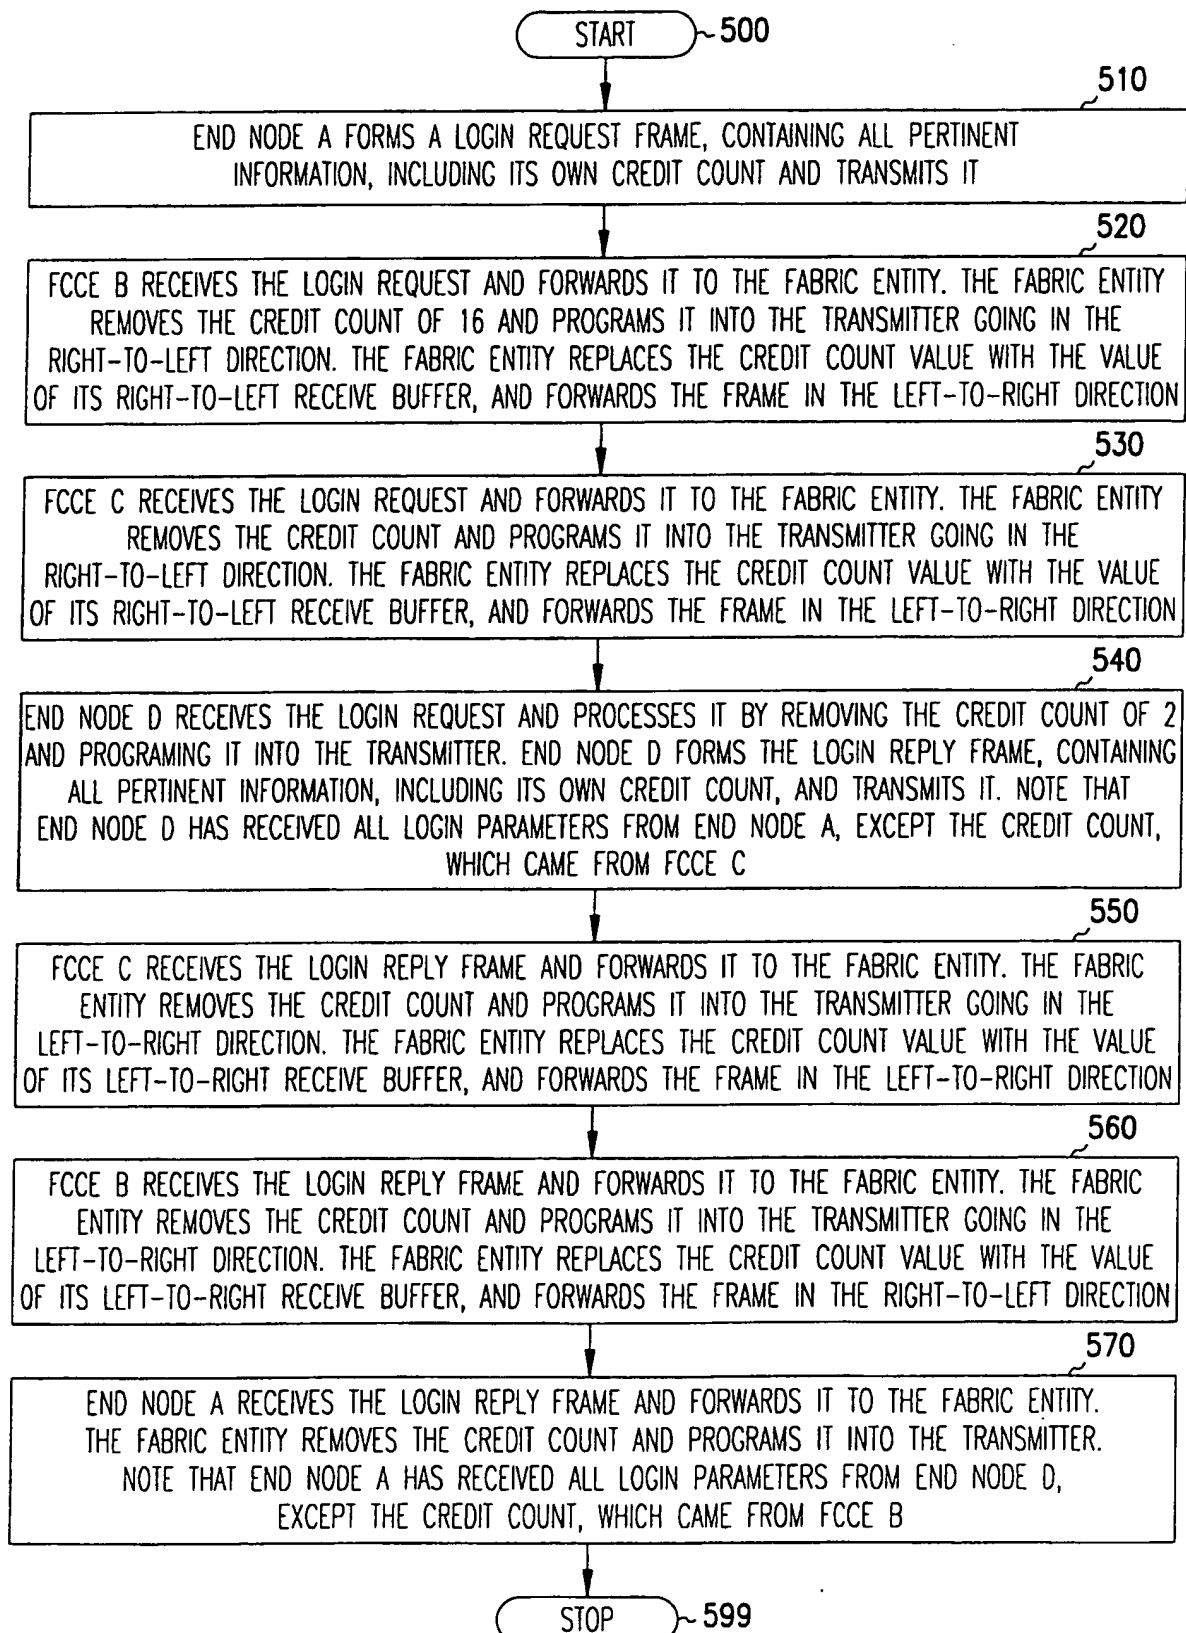 START
500
510
END NODE A FORMS A LOGIN REQUEST FRAME, CONTAINING ALL PERTINENT
INFORMATION, INCLUDING ITS OWN CREDIT COUNT AND TRANSMITS IT
520
FCCE B RECEIVES THE LOGIN REQUEST AND FORWARDS IT TO THE FABRIC ENTITY. THE FABRIC ENTITY
REMOVES THE CREDIT COUNT OF 16 AND PROGRAMS IT INTO THE TRANSMITTER GOING IN THE
RIGHT-TO-LEFT DIRECTION. THE FABRIC ENTITY REPLACES THE CREDIT COUNT VALUE WITH THE VALUE
OF ITS RIGHT-TO-LEFT RECEIVE BUFFER, AND FORWARDS THE FRAME IN THE LEFT-TO-RIGHT DIRECTION
530
FCCE C RECEIVES THE LOGIN REQUEST AND FORWARDS IT TO THE FABRIC ENTITY. THE FABRIC ENTITY
REMOVES THE CREDIT COUNT AND PROGRAMS IT INTO THE TRANSMITTER GOING IN THE
RIGHT-TO-LEFT DIRECTION. THE FABRIC ENTITY REPLACES THE CREDIT COUNT VALUE WITH THE VALUE
OF ITS RIGHT-TO-LEFT RECEIVE BUFFER, AND FORWARDS THE FRAME IN THE LEFT-TO-RIGHT DIRECTION
540
END NODE D RECEIVES THE LOGIN REQUEST AND PROCESSES IT BY REMOVING THE CREDIT COUNT OF 2
AND PROGRAMING IT INTO THE TRANSMITTER. END NODE D FORMS THE LOGIN REPLY FRAME, CONTAINING
ALL PERTINENT INFORMATION, INCLUDING ITS OWN CREDIT COUNT, AND TRANSMITS IT. NOTE THAT
END NODE D HAS RECEIVED ALL LOGIN PARAMETERS FROM END NODE A, EXCEPT THE CREDIT COUNT,
WHICH CAME FROM FCCE C
550
FCCE C RECEIVES THE LOGIN REPLY FRAME AND FORWARDS IT TO THE FABRIC ENTITY. THE FABRIC
ENTITY REMOVES THE CREDIT COUNT AND PROGRAMS IT INTO THE TRANSMITTER GOING IN THE
LEFT-TO-RIGHT DIRECTION. THE FABRIC ENTITY REPLACES THE CREDIT COUNT VALUE WITH THE VALUE
OF ITS LEFT-TO-RIGHT RECEIVE BUFFER, AND FORWARDS THE FRAME IN THE LEFT-TO-RIGHT DIRECTION
560
FCCE B RECEIVES THE LOGIN REPLY FRAME AND FORWARDS IT TO THE FABRIC ENTITY. THE FABRIC
ENTITY REMOVES THE CREDIT COUNT AND PROGRAMS IT INTO THE TRANSMITTER GOING IN THE
LEFT-TO-RIGHT DIRECTION. THE FABRIC ENTITY REPLACES THE CREDIT COUNT VALUE WITH THE VALUE
OF ITS LEFT-TO-RIGHT RECEIVE BUFFER, AND FORWARDS THE FRAME IN THE RIGHT-TO-LEFT DIRECTION
570
END NODE A RECEIVES THE LOGIN REPLY FRAME AND FORWARDS IT TO THE FABRIC ENTITY.
THE FABRIC ENTITY REMOVES THE CREDIT COUNT AND PROGRAMS IT INTO THE TRANSMITTER.
NOTE THAT END NODE A HAS RECEIVED ALL LOGIN PARAMETERS FROM END NODE D,
EXCEPT THE CREDIT COUNT, WHICH CAME FROM FCCE B
STOP
599